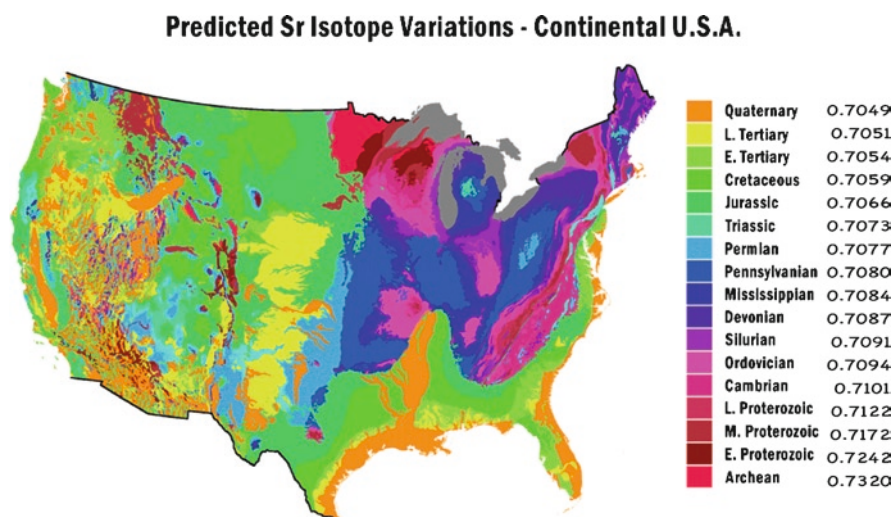 Predicted Sr Isotope Variations - Continental U.S.A.
Quaternary 0.7049
L. Tertiary 0.7051
E. Tertiary 0.7054
Cretaceous 0.7059
Jurassic 0.7066
Triassic 0.7073
Permian 0.7077
Pennsylvanian 0.7080
Mississippian 0.7084
Devonian 0.7087
Silurian 0.7091
Ordovician 0.7094
Cambrian 0.7101
L. Proterozoic 0.7122
M. Proterozoic 0.7172
E. Proterozoic 0.7242
Archean 0.7320